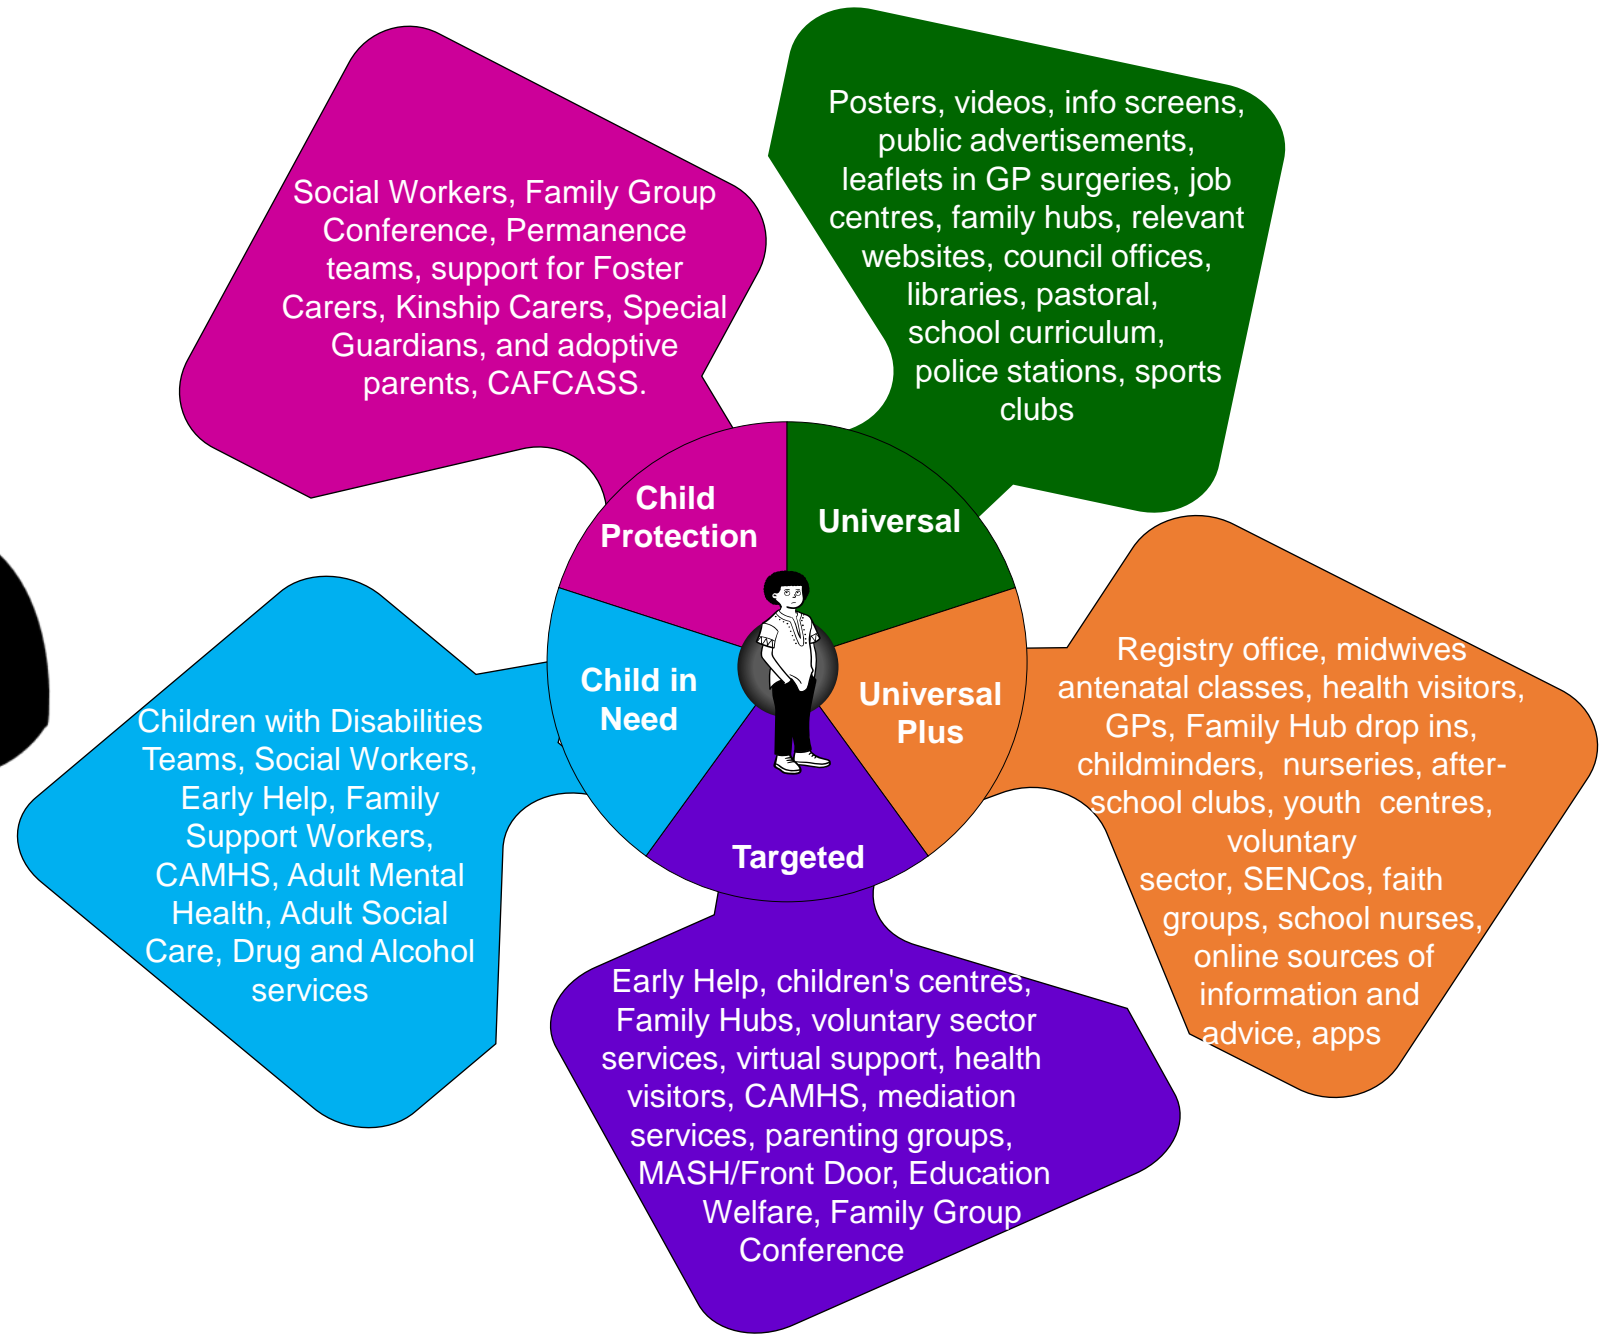 Posters, videos, info screens,
public advertisements,
leaflets in GP surgeries, job
centres, family hubs, relevant
websites, council offices,
libraries, pastoral,
school curriculum,
police stations, sports
clubs
Social Workers, Family Group
Conference, Permanence
teams, support for Foster
Carers, Kinship Carers, Special
Guardians, and adoptive
parents, CAFCASS.
Child
Protection
Universal
Child in
Need
Universal
Plus
Targeted
Registry office, midwives
antenatal classes, health visitors,
GPs, Family Hub drop ins,
childminders, nurseries, after-
school clubs, youth centres,
voluntary
sector, SENCos, faith
groups, school nurses,
online sources of
information and
advice, apps
Children with Disabilities
Teams, Social Workers,
Early Help, Family
Support Workers,
CAMHS, Adult Mental
Health, Adult Social
Care, Drug and Alcohol
services
Early Help, children's centres,
Family Hubs, voluntary sector
services, virtual support, health
visitors, CAMHS, mediation
services, parenting groups,
MASH/Front Door, Education
Welfare, Family Group
Conference